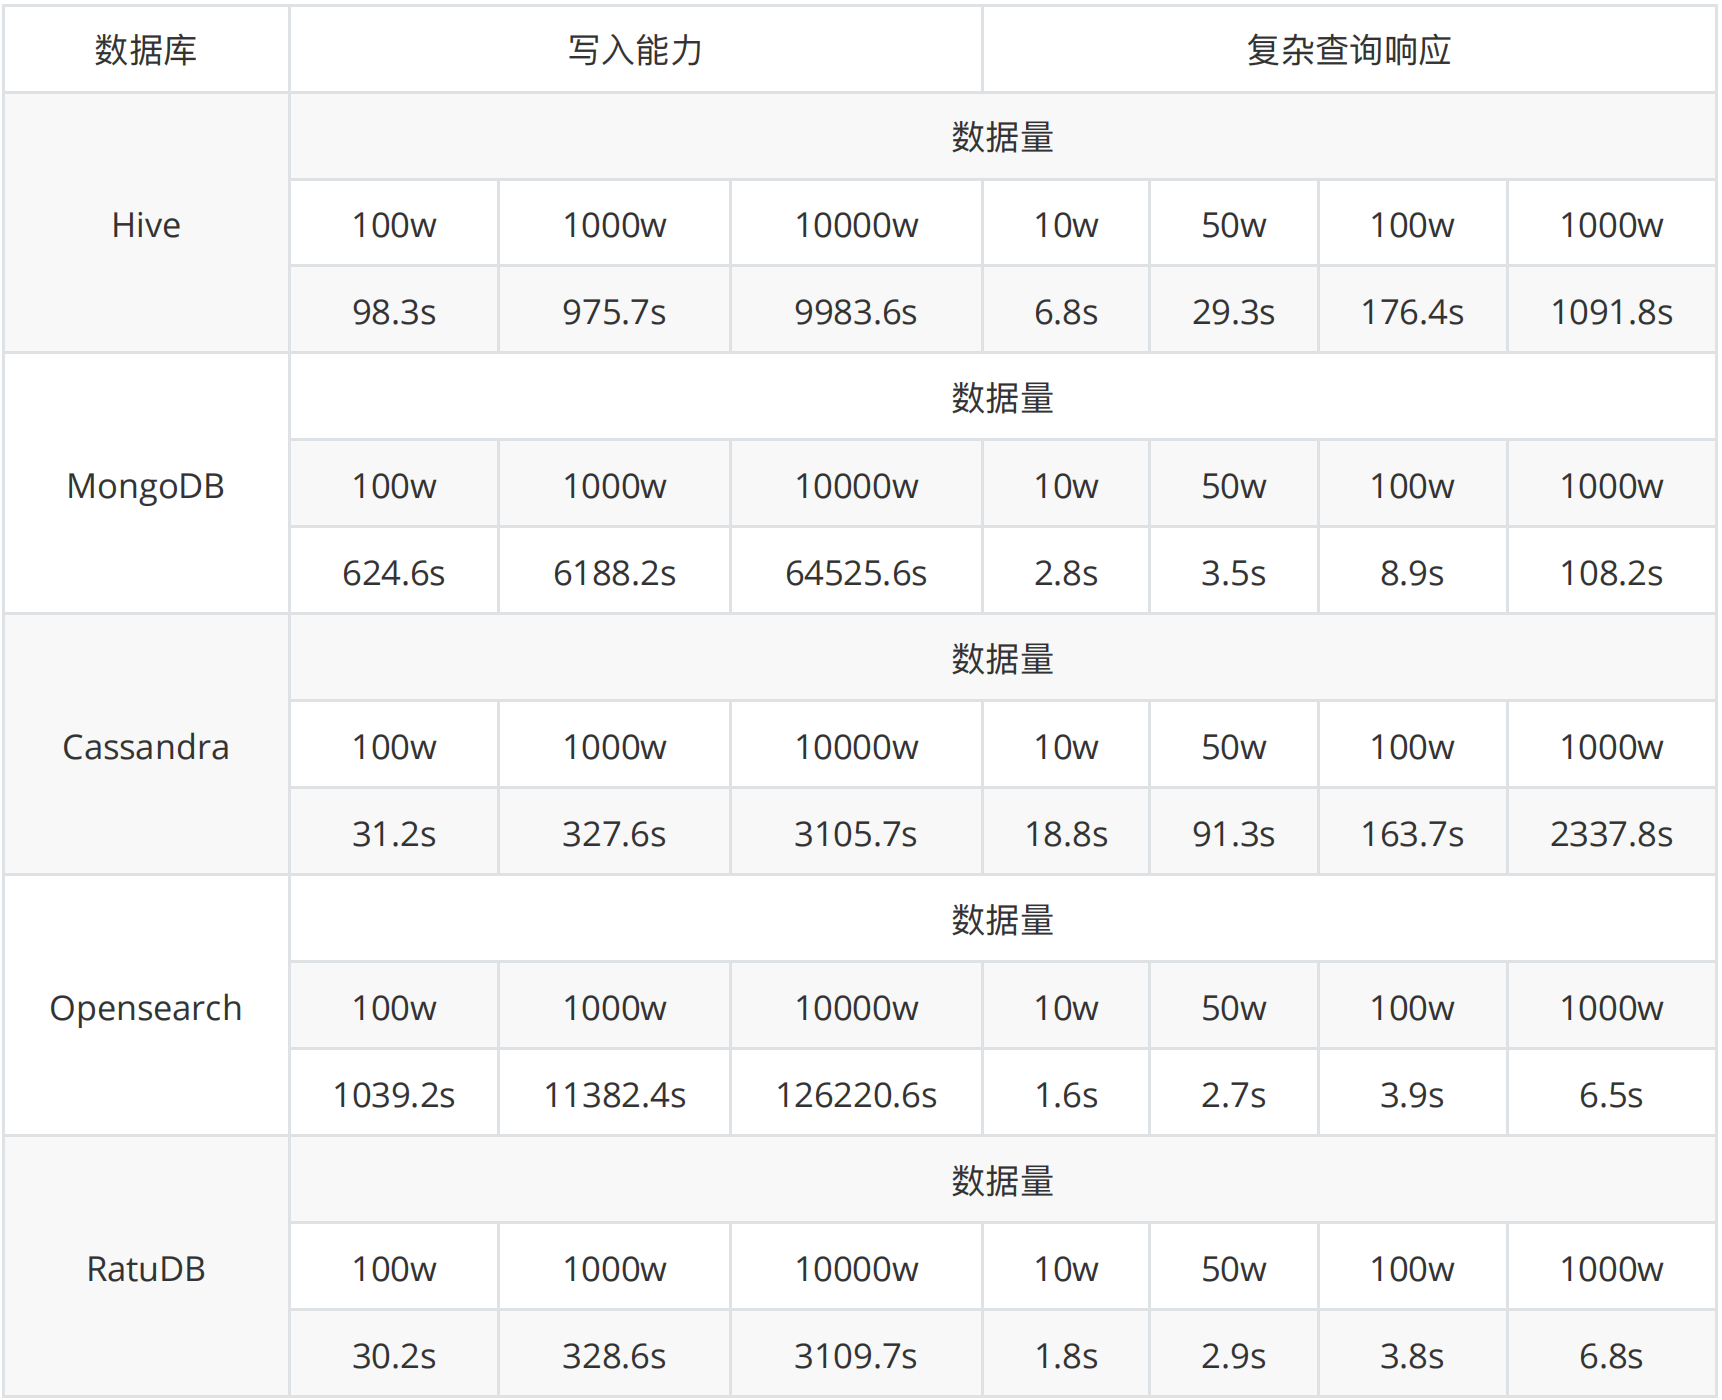 数据库 写入能力 复杂查询响应
数据量
Hive
100w 1000w 10000w 10w 50w 100w 1000w
98.3s 975.7s 9983.6s 6.8s 29.3s 176.4s 1091.8s
数据量
MongoDB
100w 1000w 10000w 10w 50w 100w 1000w
624.6s 6188.2s 64525.6s 2.8s 3.5s 8.9s 108.2s
数据量
Cassandra
100w 1000w 10000w 10w 50w 100w 1000w
31.2s 327.6s 3105.7s 18.8s 91.3s 163.7s 2337.8s
数据量
Opensearch
100w 1000w 10000w 10w 50w 100w 1000w
1039.2s 11382.4s 126220.6s 1.6s 2.7s 3.9s 6.5s
数据量
RatuDB
100w 1000w 10000w 10w 50w 100w 1000w
30.2s 328.6s 3109.7s 1.8s 2.9s 3.8s 6.8s